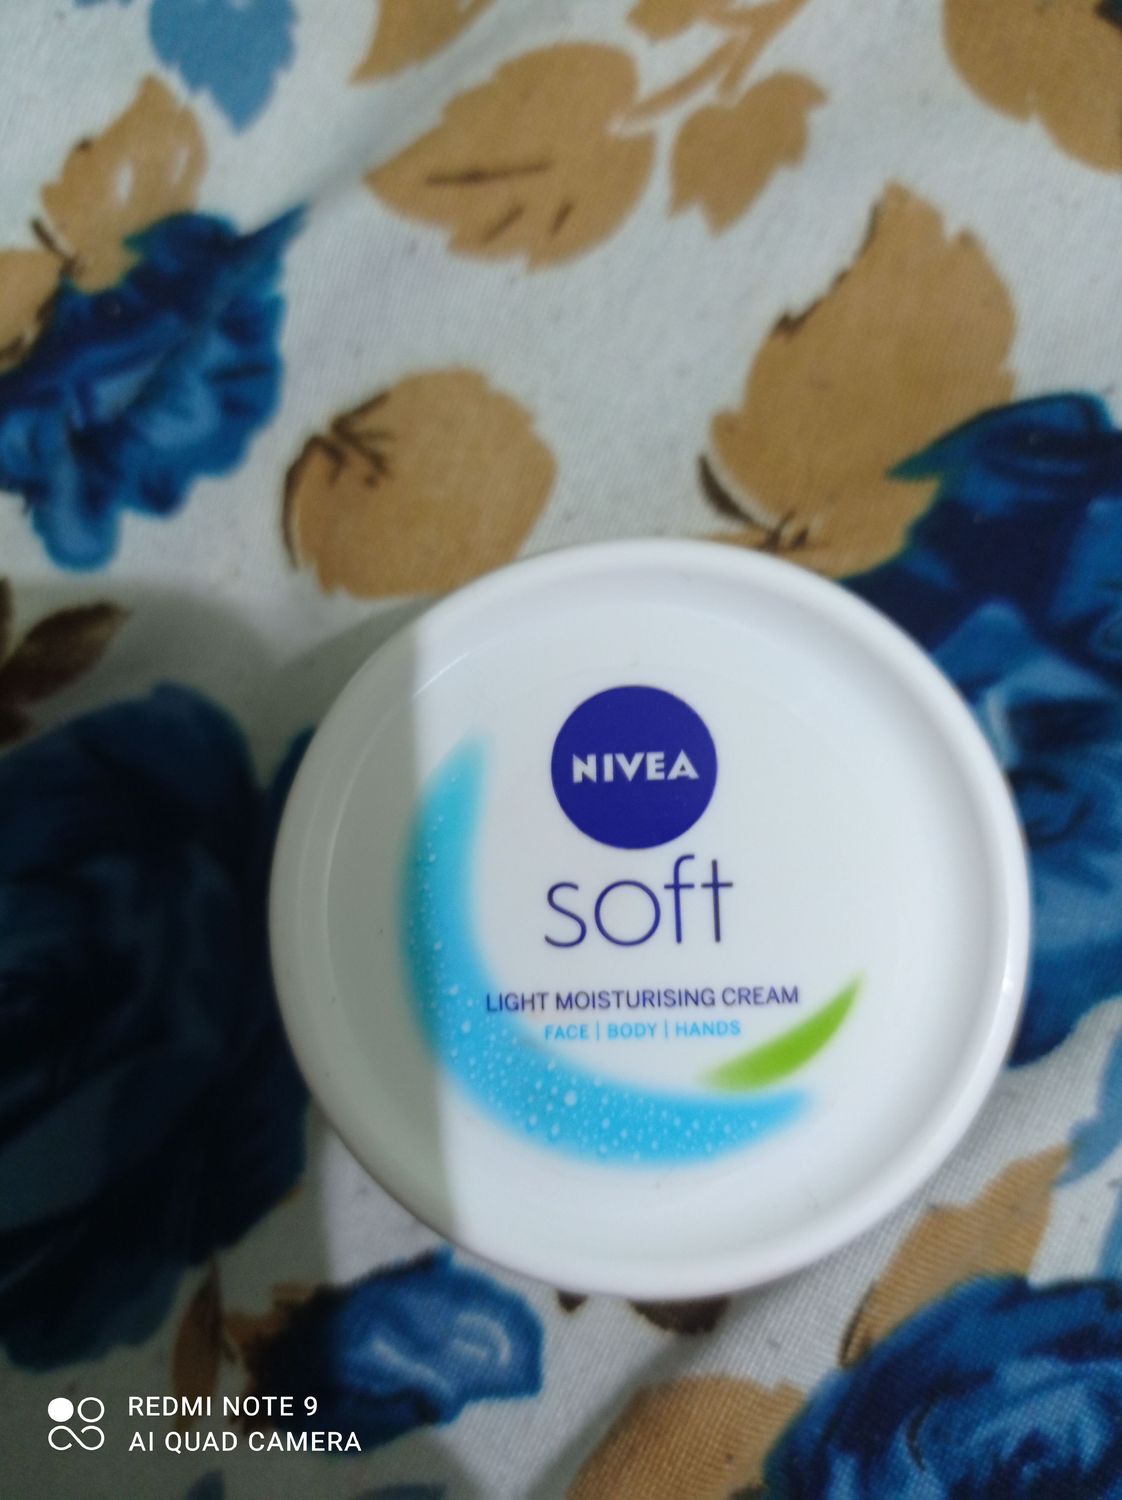 NIVEA
soft
LIGHT MOISTURISING CREAM
FACE | BODY | HANDS
REDMI NOTE 9
AI QUAD CAMERA